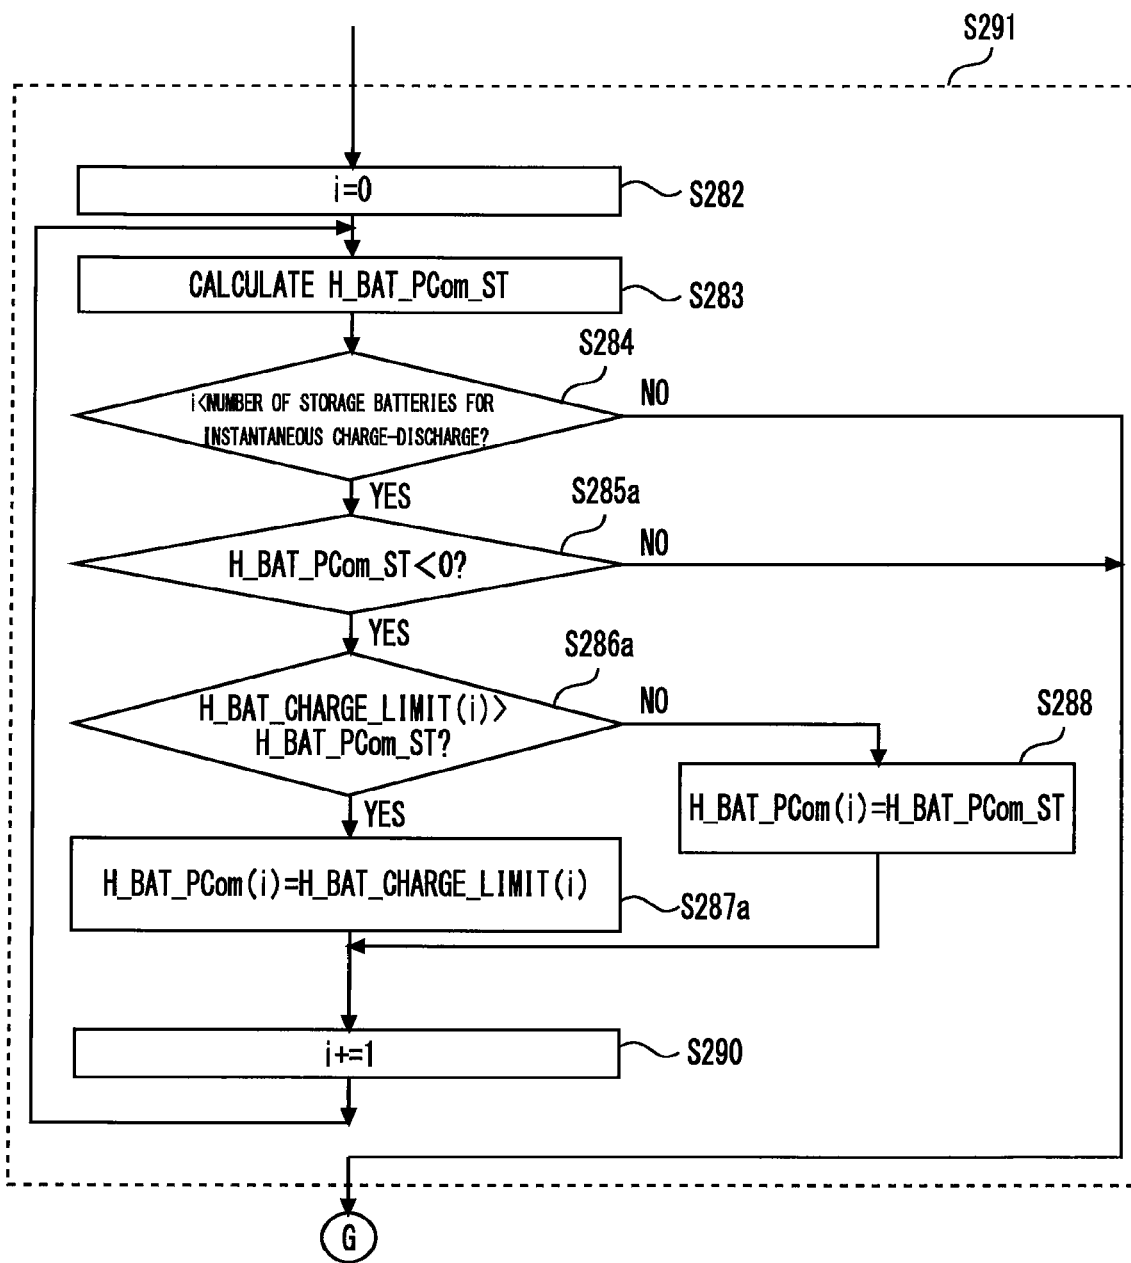 S291
i=0
S282
CALCULATE H_BAT_PCom_ST
S283
S284
i<NUMBER OF STORAGE BATTERIES FOR
INSTANTANEOUS CHARGE-DISCHARGE?
NO
YES
S285a
H_BAT_PCom_ST<0?
NO
YES
S286a
H_BAT_CHARGE_LIMIT(i)>
H_BAT_PCom_ST?
NO
S288
H_BAT_PCom(i)=H_BAT_PCom_ST
YES
H_BAT_PCom(i)=H_BAT_CHARGE_LIMIT(i)
S287a
i+=1
S290
G